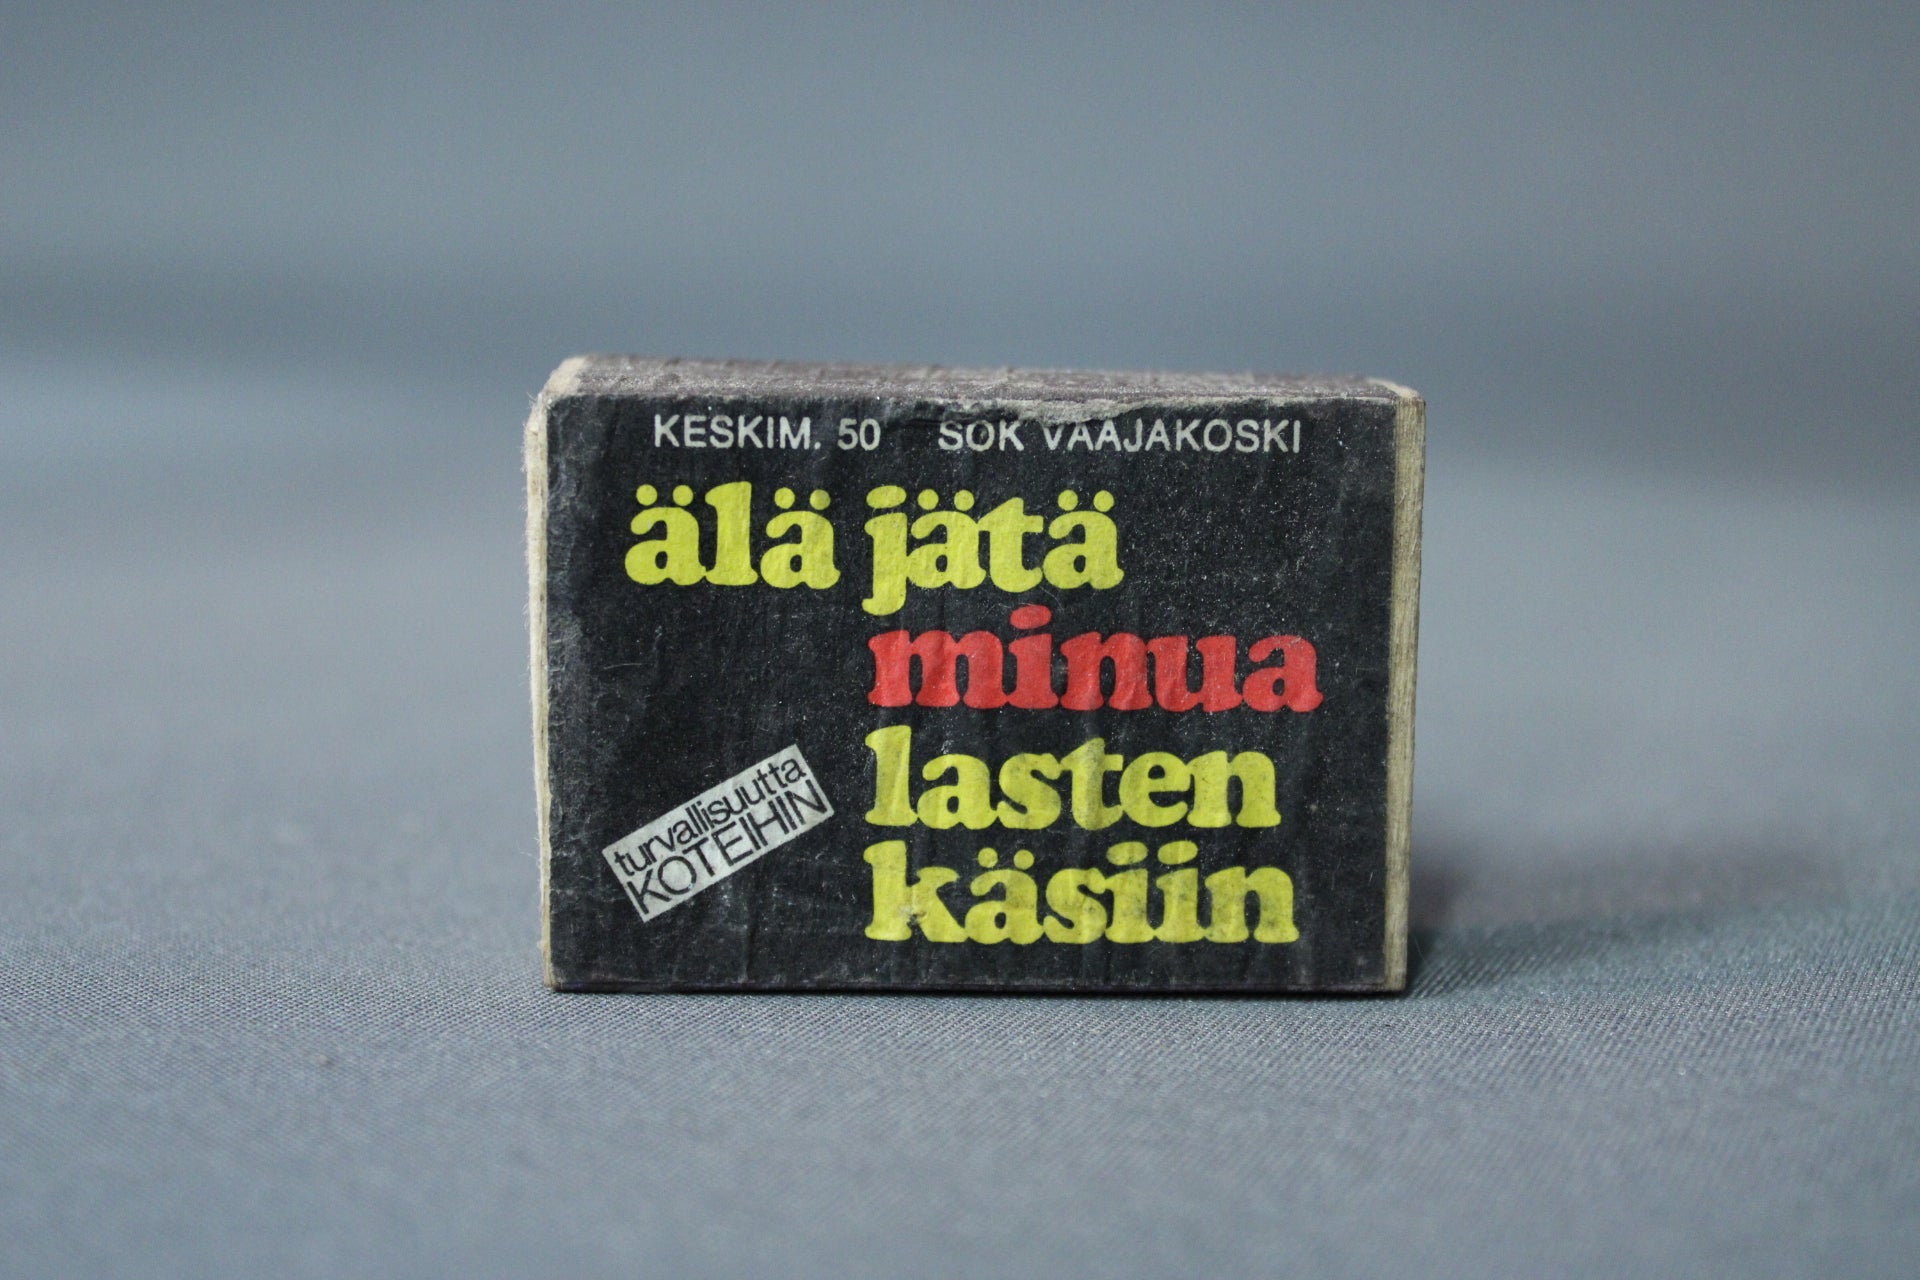 KESKIM. 50 SOK VAAJAKOSKI
älä jätä
minua
lasten
käsiin
turvallisuutta
KOTEIHIN